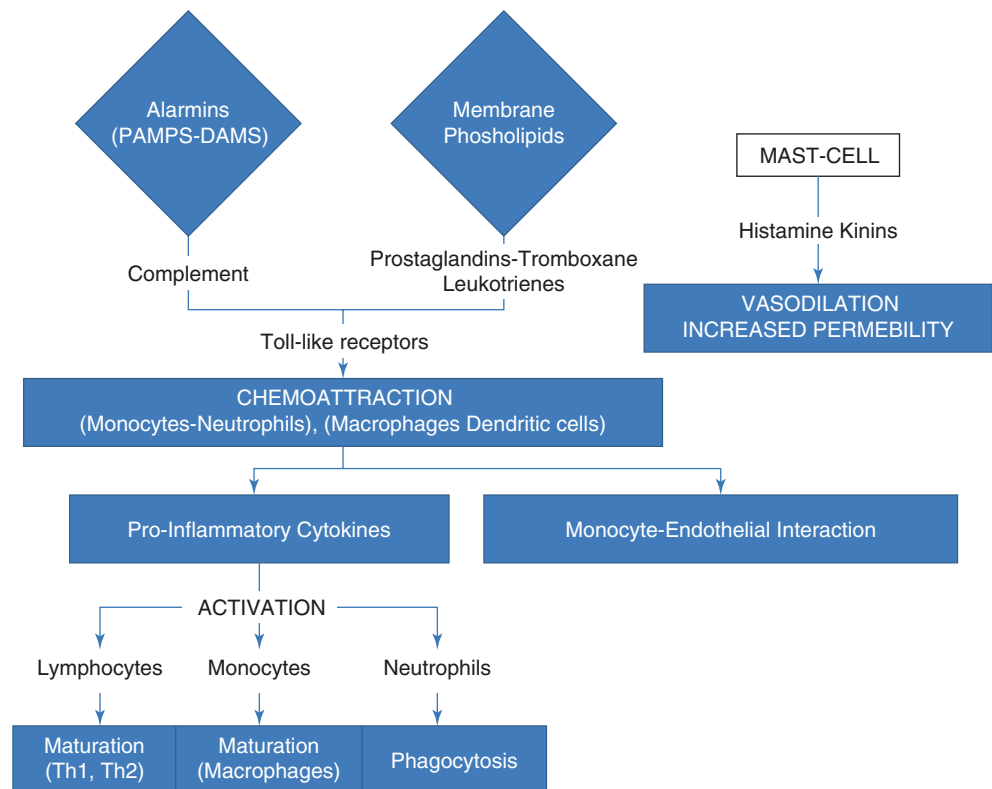 Alarmins
(PAMPS-DAMS)
Membrane
Phosholipids
MAST-CELL
Histamine Kinins
Complement
Prostaglandins-Tromboxane
Leukotrienes
VASODILATION
INCREASED PERMEBILITY
Toll-like receptors
CHEMOATTRACTION
(Monocytes-Neutrophils), (Macrophages Dendritic cells)
Pro-Inflammatory Cytokines
Monocyte-Endothelial Interaction
ACTIVATION
Lymphocytes
Monocytes
Neutrophils
Maturation
(Th1, Th2)
Maturation
(Macrophages)
Phagocytosis